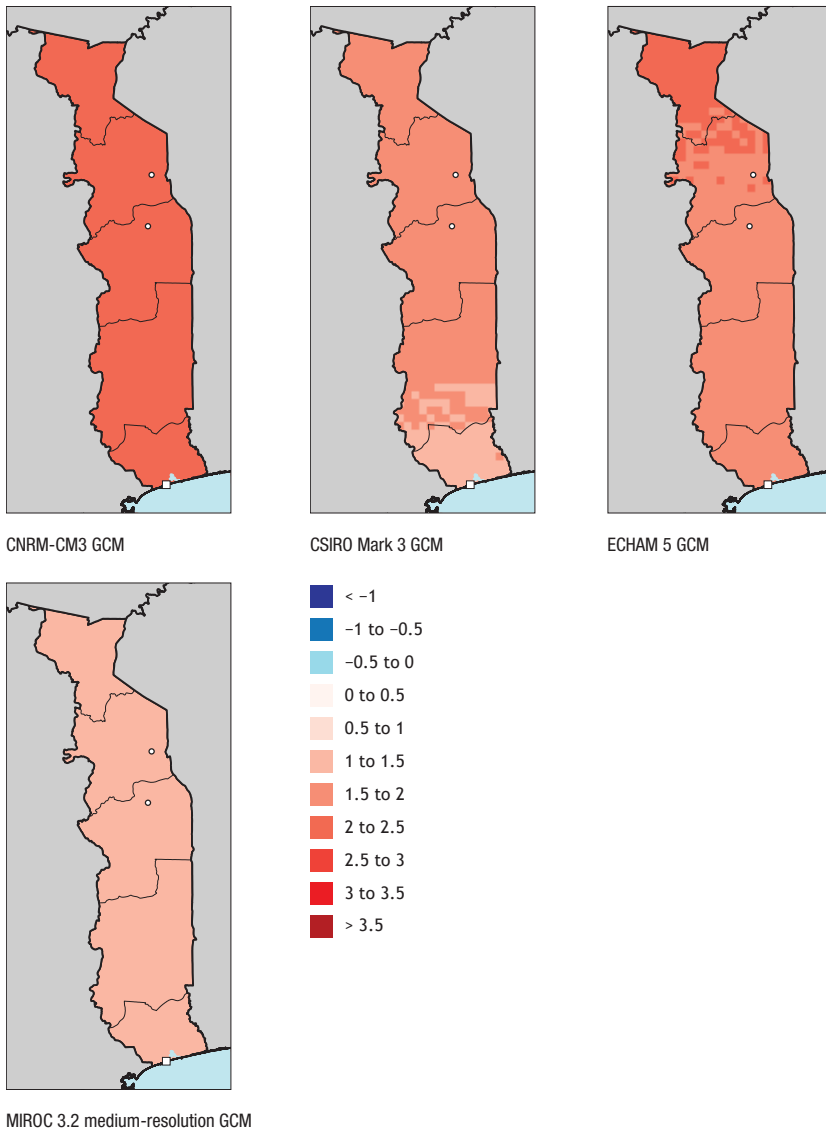 CNRM-CM3 GCM
CSIRO Mark 3 GCM
ECHAM 5 GCM
< −1
−1 to −0.5
−0.5 to 0
0 to 0.5
0.5 to 1
1 to 1.5
1.5 to 2
2 to 2.5
2.5 to 3
3 to 3.5
> 3.5
MIROC 3.2 medium-resolution GCM